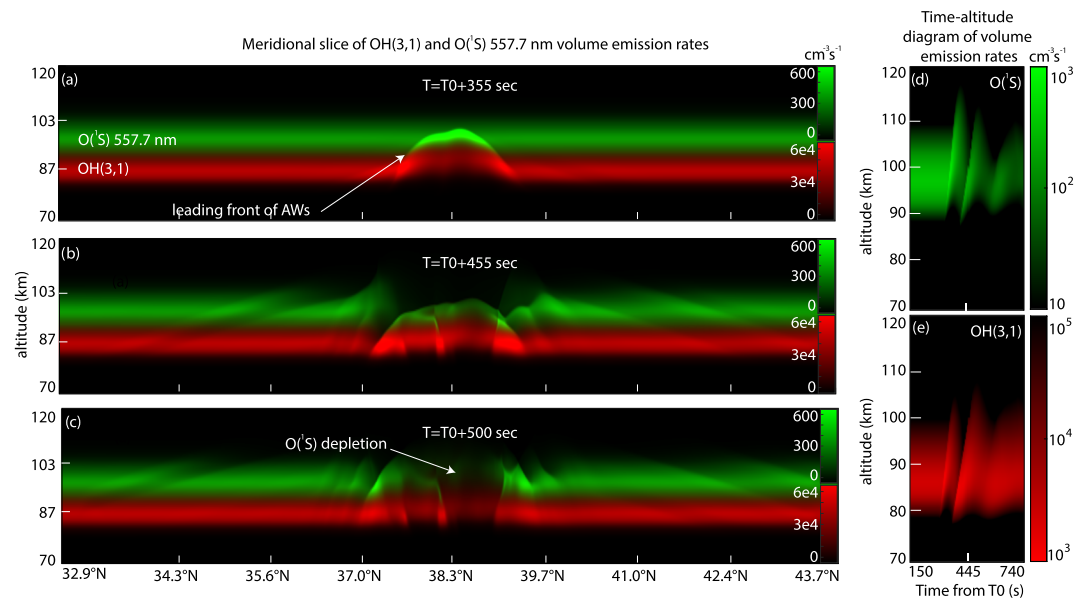 Meridional slice of OH(3,1) and O(¹S) 557.7 nm volume emission rates
cm⁻³s⁻¹
(a)
T=T0+355 sec
O(¹S) 557.7 nm
OH(3,1)
leading front of AWs
120
103
87
70
600
300
0
6e4
3e4
0
(b)
T=T0+455 sec
altitude (km)
120
103
87
70
600
300
0
6e4
3e4
0
(c)
T=T0+500 sec
O(¹S) depletion
120
103
87
70
600
300
0
6e4
3e4
0
32.9°N 34.3°N 35.6°N 37.0°N 38.3°N 39.7°N 41.0°N 42.4°N 43.7°N
Time-altitude
diagram of volume
emission rates
cm⁻³s⁻¹
(d)
O(¹S)
altitude (km)
120
110
100
90
80
70
10³
10²
10
(e)
OH(3,1)
altitude (km)
120
110
100
90
80
70
10⁵
10⁴
10³
150 445 740
Time from T0 (s)